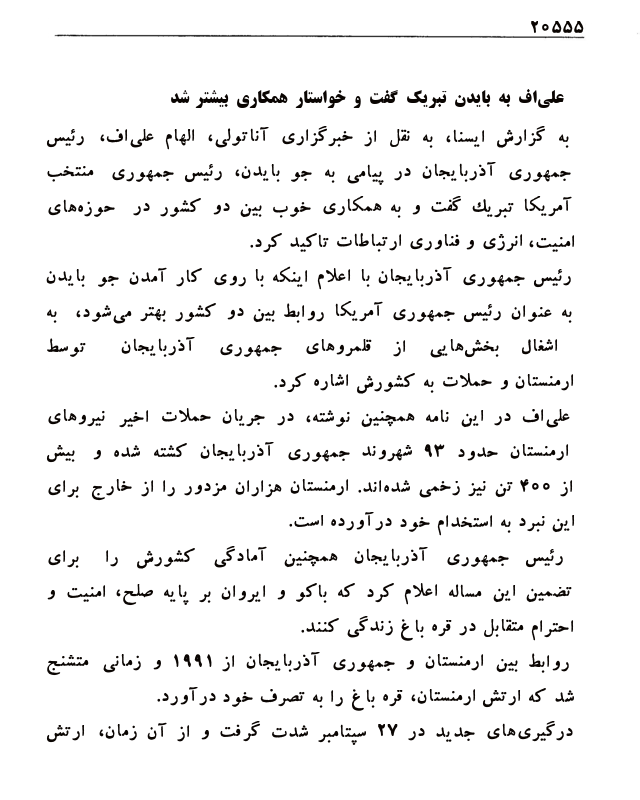 ۲۰۵۵۵
علی‌اف به بایدن تبریک گفت و خواستار همکاری بیشتر شد
به گزارش ایسنا، به نقل از خبرگزاری آناتولی، الهام علی‌اف، رئیس
جمهوری آذربایجان در پیامی به جو بایدن، رئیس جمهوری منتخب
آمریکا تبریك گفت و به همکاری خوب بین دو کشور در حوزه‌های
امنیت، انرژی و فناوری ارتباطات تاکید کرد.
رئیس جمهوری آذربایجان با اعلام اینکه با روی کار آمدن جو بایدن
به عنوان رئیس جمهوری آمریکا روابط بین دو کشور بهتر می‌شود، به
اشغال بخش‌هایی از قلمروهای جمهوری آذربایجان توسط
ارمنستان و حملات به کشورش اشاره کرد.
علی‌اف در این نامه همچنین نوشته، در جریان حملات اخیر نیروهای
ارمنستان حدود ۹۳ شهروند جمهوری آذربایجان کشته شده و بیش
از ۴۰۰ تن نیز زخمی شده‌اند. ارمنستان هزاران مزدور را از خارج برای
این نبرد به استخدام خود درآورده است.
رئیس جمهوری آذربایجان همچنین آمادگی کشورش را برای
تضمین این مساله اعلام کرد که باکو و ایروان بر پایه صلح، امنیت و
احترام متقابل در قره باغ زندگی کنند.
روابط بین ارمنستان و جمهوری آذربایجان از ۱۹۹۱ و زمانی متشنج
شد که ارتش ارمنستان، قره باغ را به تصرف خود درآورد.
درگیری‌های جدید در ۲۷ سپتامبر شدت گرفت و از آن زمان، ارتش